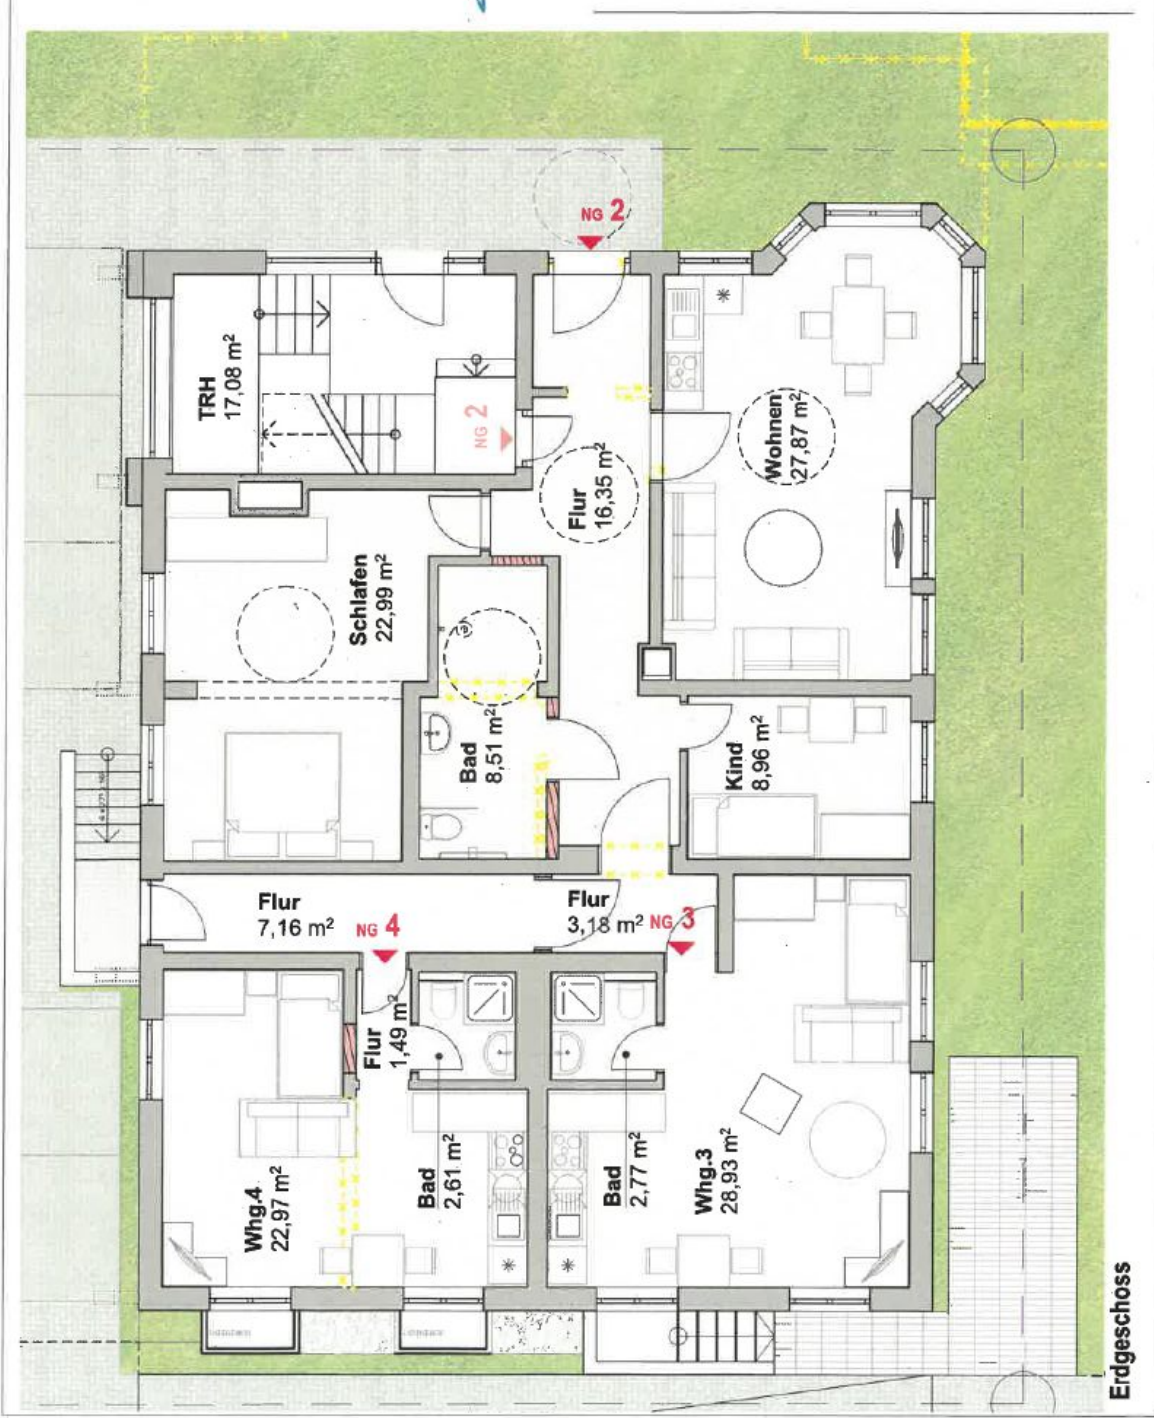 NG 2
TRH
17,08 m²
NG 2
Wohnen
27,87 m²
Flur
16,35 m²
Schlafen
22,99 m²
Bad
8,51 m²
Kind
8,96 m²
Flur
7,16 m²
NG 4
Flur
3,18 m²
NG 3
Flur
1,49 m²
Whg.4
22,97 m²
Bad
2,61 m²
Bad
2,77 m²
Whg.3
28,93 m²
Erdgeschoss